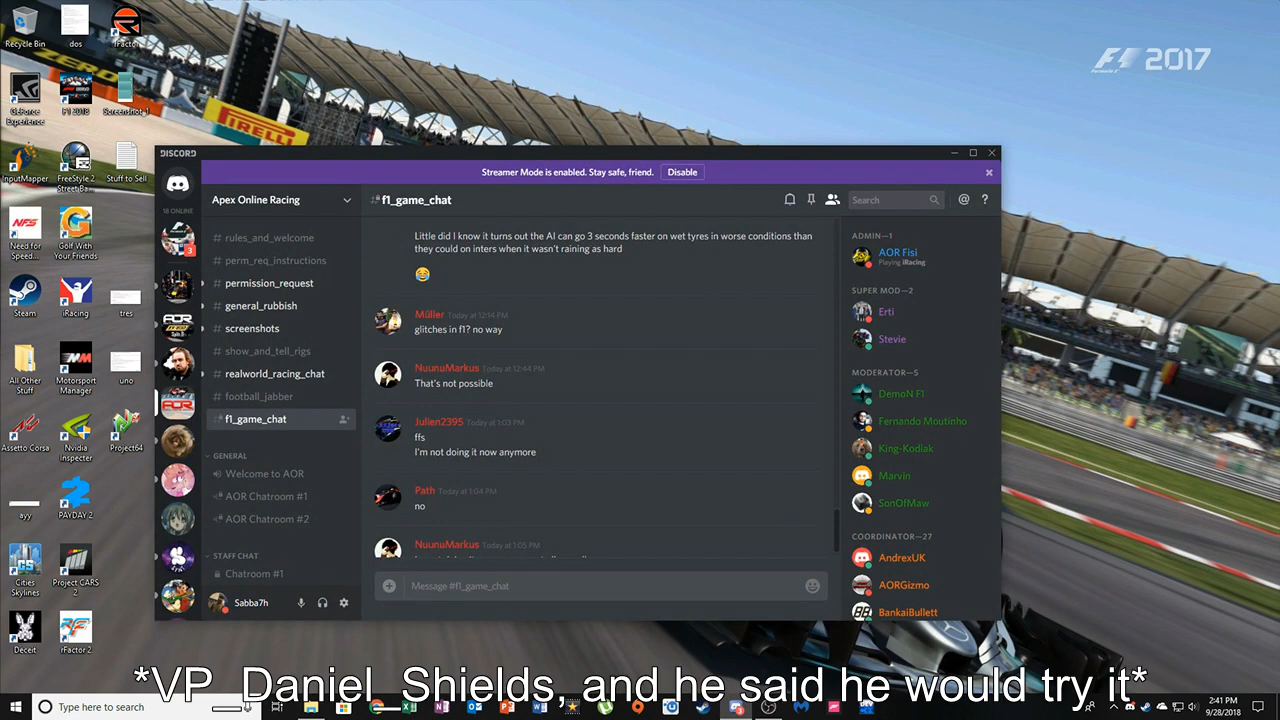 Recycle Bin
dos
rFactor
GeForce
Experience
F1 2018
Screenshot_1
InputMapper
FreeStyle 2
Street Ba...
Stuff to Sell
Need for
Speed...
Golf With
Your Friends
Steam
iRacing
tres
All Other
Stuff
Motorsport
Manager
uno
Assetto Corsa
Nvidia
Inspecter
Project64
ayy
PAYDAY 2
Cities
Skylines
Project CARS
2
Deceit
rFactor 2
PIRELLI
F1 2017
Formula 1
DISCORD
Streamer Mode is enabled. Stay safe, friend.
Disable
18 ONLINE
3
Apex Online Racing
# rules_and_welcome
# perm_req_instructions
# permission_request
# general_rubbish
# screenshots
# show_and_tell_rigs
# realworld_racing_chat
# football_jabber
# f1_game_chat
GENERAL
Welcome to AOR
AOR Chatroom #1
AOR Chatroom #2
STAFF CHAT
Chatroom #1
Sabba7h
# f1_game_chat
Search
@
?
Little did I know it turns out the AI can go 3 seconds faster on wet tyres in worse conditions than
they could on inters when it wasn't raining as hard
😂
Müller Today at 12:14 PM
glitches in f1? no way
NuunuMarkus Today at 12:44 PM
That's not possible
Julien2395 Today at 1:03 PM
ffs
I'm not doing it now anymore
Path Today at 1:04 PM
no
NuunuMarkus Today at 1:05 PM
Message #f1_game_chat
ADMIN—1
AOR Fisi
Playing iRacing
SUPER MOD—2
Erti
Stevie
MODERATOR—5
DemoN F1
Fernando Moutinho
King-Kodiak
Marvin
SonOfMaw
COORDINATOR—27
AndrexUK
AORGizmo
BankaiBullett
*VP_Daniel_Shields, and he said he would try it*
Type here to search
2:41 PM
9/28/2018